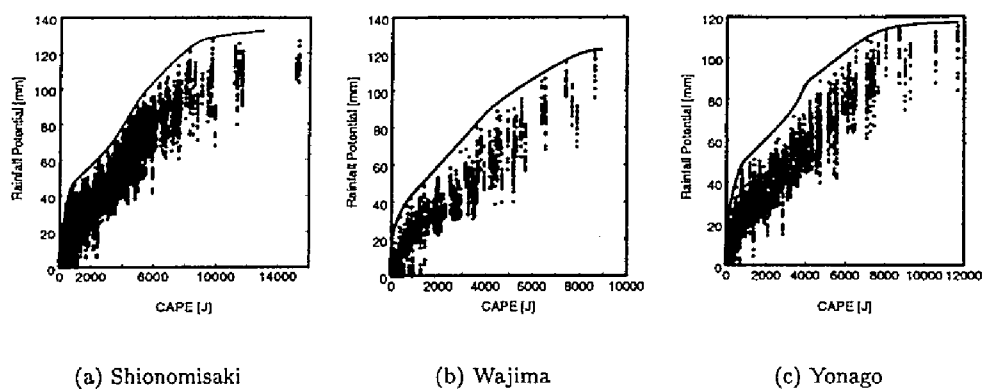 140
120
100
80
60
40
20
0
Rainfall Potential [mm]
0 2000 6000 10000 14000
CAPE [J]
(a) Shionomisaki
140
120
100
80
60
40
20
0
Rainfall Potential [mm]
0 2000 4000 6000 8000 10000
CAPE [J]
(b) Wajima
120
100
80
60
40
20
0
Rainfall Potential [mm]
0 2000 4000 6000 8000 10000 12000
CAPE [J]
(c) Yonago